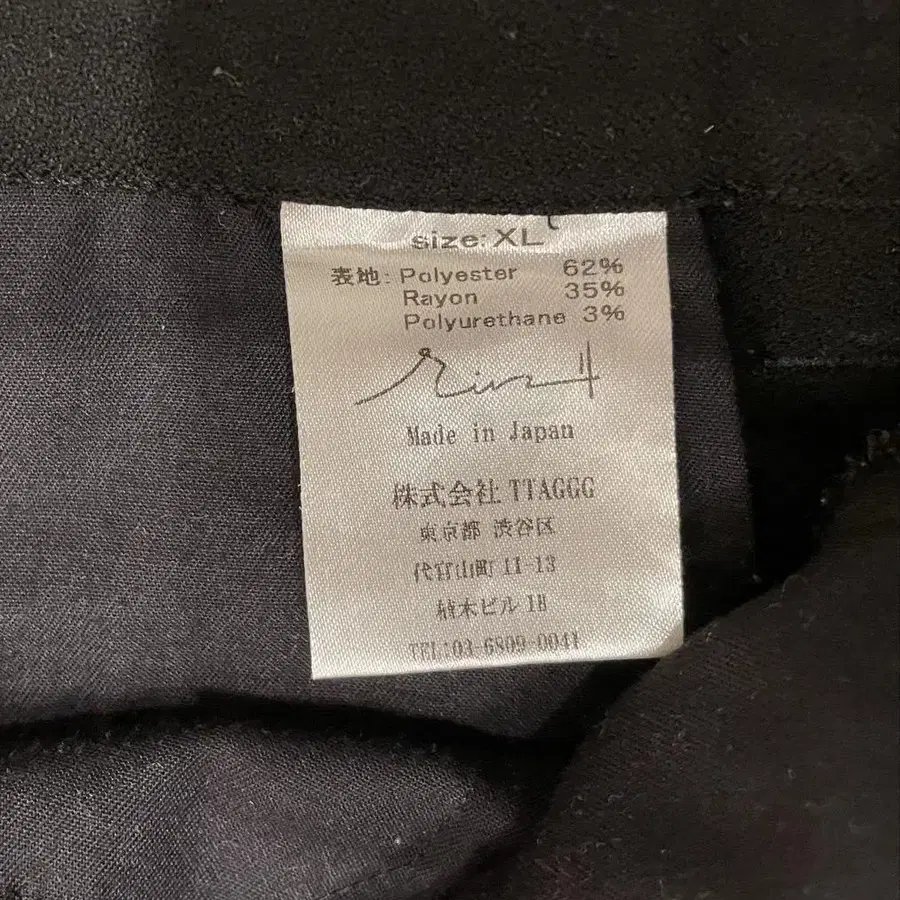 size: XL
表地: Polyester 62%
Rayon 35%
Polyurethane 3%
Made in Japan
株式会社 TTAGGG
東京都 渋谷区
代官山町 11-13
木ビル 1B
TEL:03-6809-0041